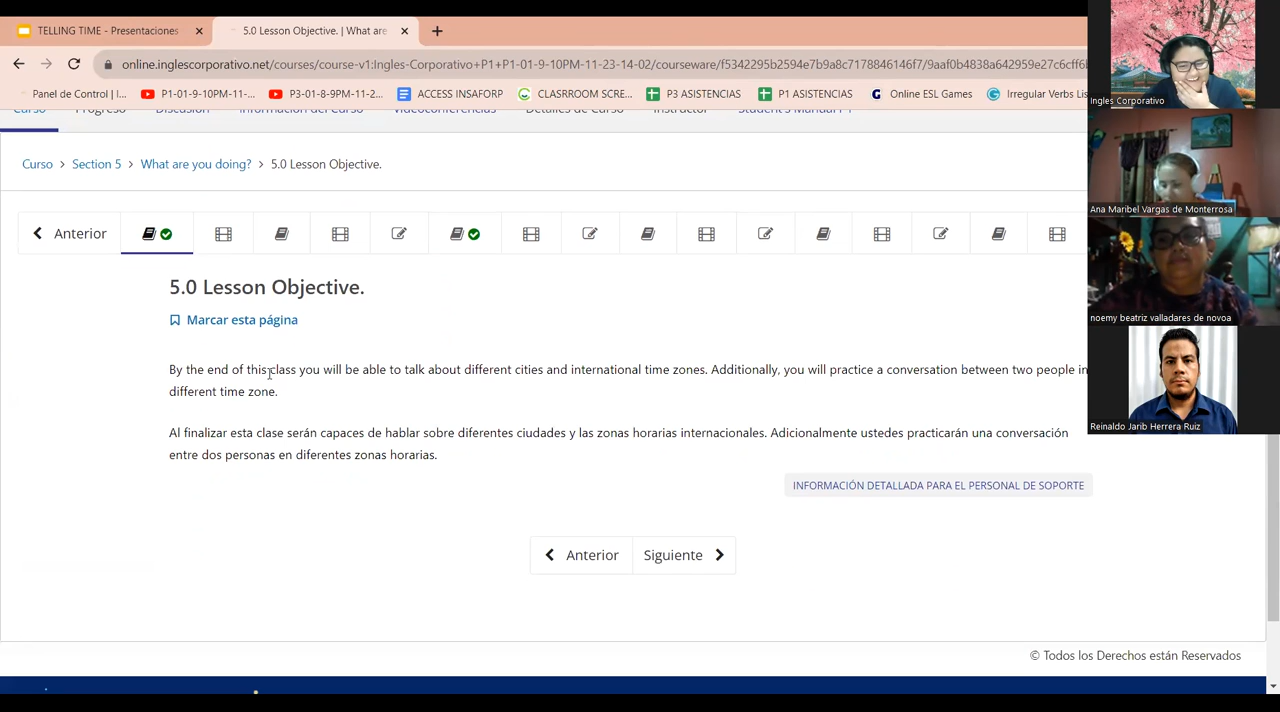 TELLING TIME - Presentaciones
5.0 Lesson Objective. | What are
online.inglescorporativo.net/courses/course-v1:Ingles-Corporativo+P1+P1-01-9-10PM-11-23-14-02/courseware/f5342295b2594e7b9a8c7178846146f7/9aaf0b4838a642959e27c6cff6b
Panel de Control | I... P1-01-9-10PM-11-... P3-01-8-9PM-11-2... ACCESS INSAFORP CLASRROOM SCRE... P3 ASISTENCIAS P1 ASISTENCIAS Online ESL Games Irregular Verbs Lis
Curso Progreso Discusión Información del Curso Videoconferencias Detalles de Curso Instructor Student's Manual P1
Curso > Section 5 > What are you doing? > 5.0 Lesson Objective.
Anterior
5.0 Lesson Objective.
Marcar esta página
By the end of this class you will be able to talk about different cities and international time zones. Additionally, you will practice a conversation between two people in
different time zone.
Al finalizar esta clase serán capaces de hablar sobre diferentes ciudades y las zonas horarias internacionales. Adicionalmente ustedes practicarán una conversación
entre dos personas en diferentes zonas horarias.
INFORMACIÓN DETALLADA PARA EL PERSONAL DE SOPORTE
Anterior Siguiente
© Todos los Derechos están Reservados
Ingles Corporativo
Ana Maribel Vargas de Monterrosa
noemy beatriz valladares de novoa
Reinaldo Jarib Herrera Ruiz